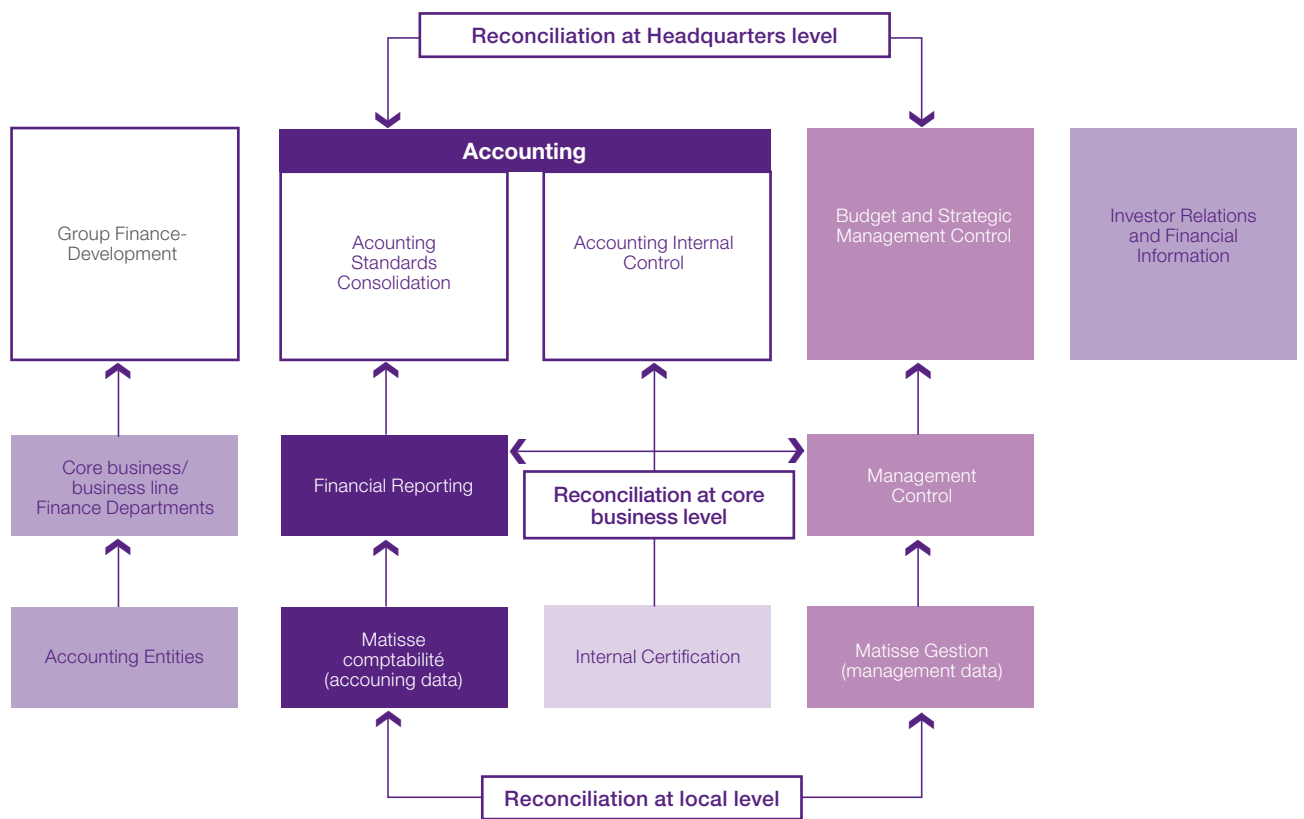 Reconciliation at Headquarters level
Accounting
Group Finance-
Development
Acounting
Standards
Consolidation
Accounting Internal
Control
Budget and Strategic
Management Control
Investor Relations
and Financial
Information
Core business/
business line
Finance Departments
Financial Reporting
Reconciliation at core
business level
Management
Control
Accounting Entities
Matisse
comptabilité
(accouning data)
Internal Certification
Matisse Gestion
(management data)
Reconciliation at local level